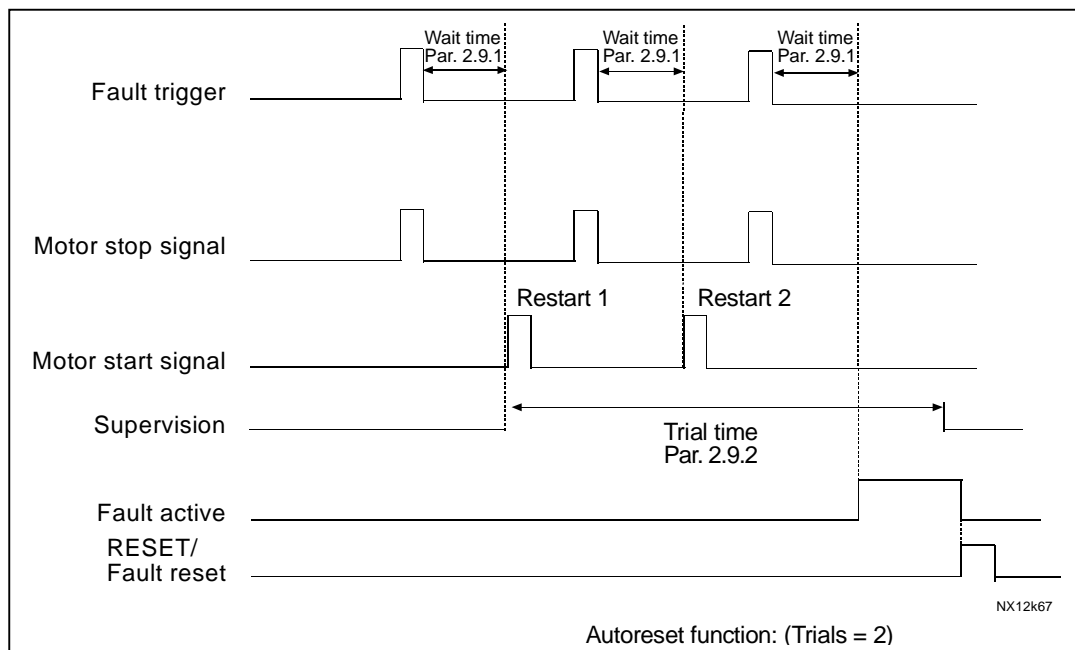 Wait time
Par. 2.9.1
Wait time
Par. 2.9.1
Wait time
Par. 2.9.1
Fault trigger
Motor stop signal
Restart 1
Restart 2
Motor start signal
Supervision
Trial time
Par. 2.9.2
Fault active
RESET/
Fault reset
NX12k67
Autoreset function: (Trials = 2)